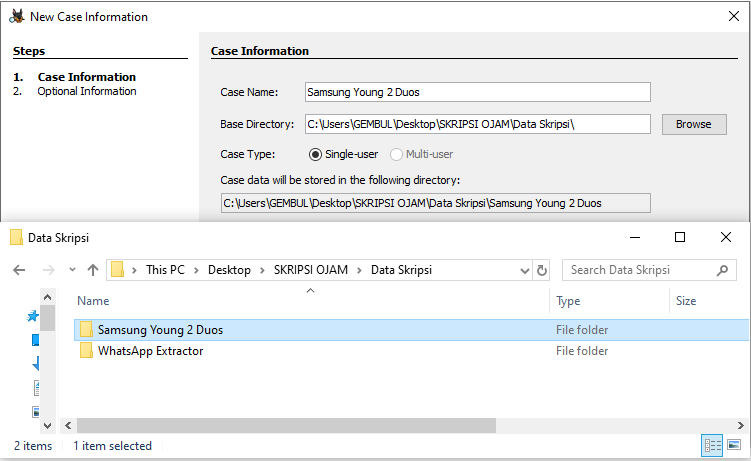 New Case Information
Steps
1. Case Information
2. Optional Information
Case Information
Case Name: Samsung Young 2 Duos
Base Directory: C:\Users\GEMBUL\Desktop\SKRIPSI OJAM\Data Skripsi\ Browse
Case Type: Single-user Multi-user
Case data will be stored in the following directory:
C:\Users\GEMBUL\Desktop\SKRIPSI OJAM\Data Skripsi\Samsung Young 2 Duos
Data Skripsi
This PC Desktop SKRIPSI OJAM Data Skripsi Search Data Skripsi
Name Type Size
Samsung Young 2 Duos File folder
WhatsApp Extractor File folder
2 items 1 item selected